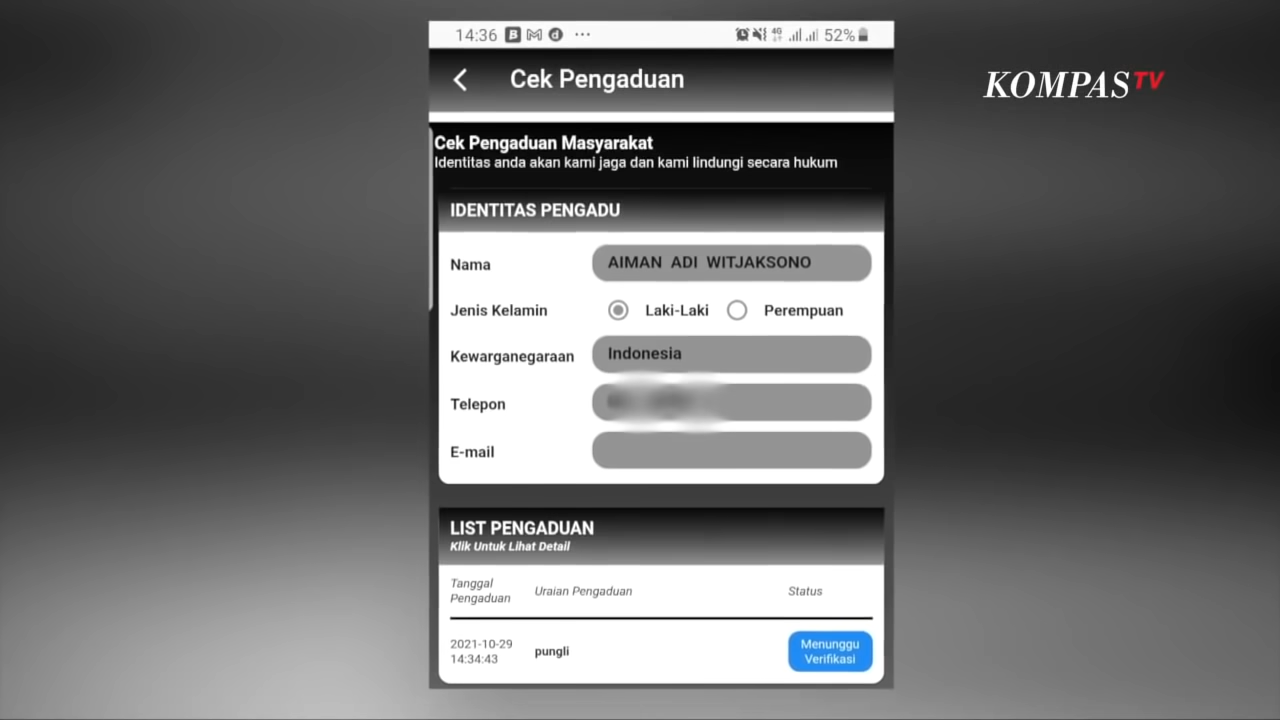 14:36 52%
Cek Pengaduan
KOMPASTV
Cek Pengaduan Masyarakat
Identitas anda akan kami jaga dan kami lindungi secara hukum
IDENTITAS PENGADU
Nama AIMAN ADI WITJAKSONO
Jenis Kelamin Laki-Laki Perempuan
Kewarganegaraan Indonesia
Telepon
E-mail
LIST PENGADUAN
Klik Untuk Lihat Detail
Tanggal
Pengaduan Uraian Pengaduan Status
2021-10-29
14:34:43 pungli
Menunggu
Verifikasi